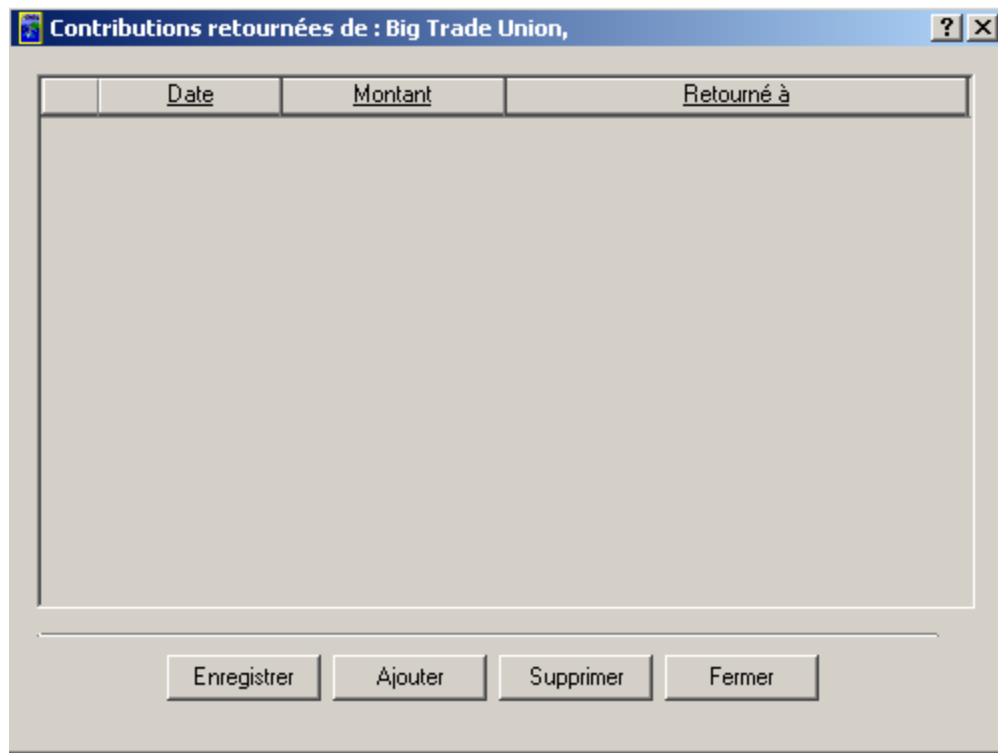 Contributions retournées de : Big Trade Union,
Date Montant Retourné à
Enregistrer Ajouter Supprimer Fermer